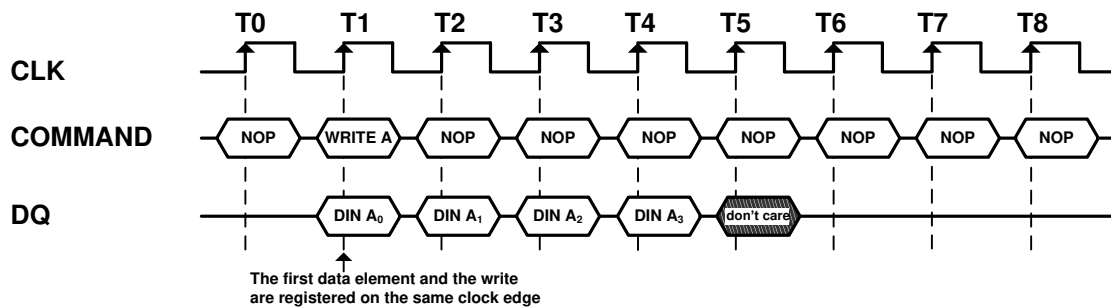 T0 T1 T2 T3 T4 T5 T6 T7 T8
CLK
COMMAND NOP WRITE A NOP NOP NOP NOP NOP NOP NOP
DQ DIN A₀ DIN A₁ DIN A₂ DIN A₃ don't care
The first data element and the write
are registered on the same clock edge